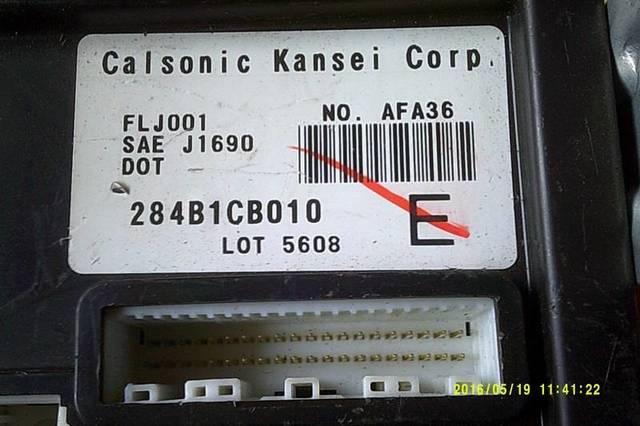 Calsonic Kansei Corp.
FLJ001
NO. AFA36
SAE J1690
DOT
284B1CB010
E
LOT 5608
2016/05/19 11:41:22